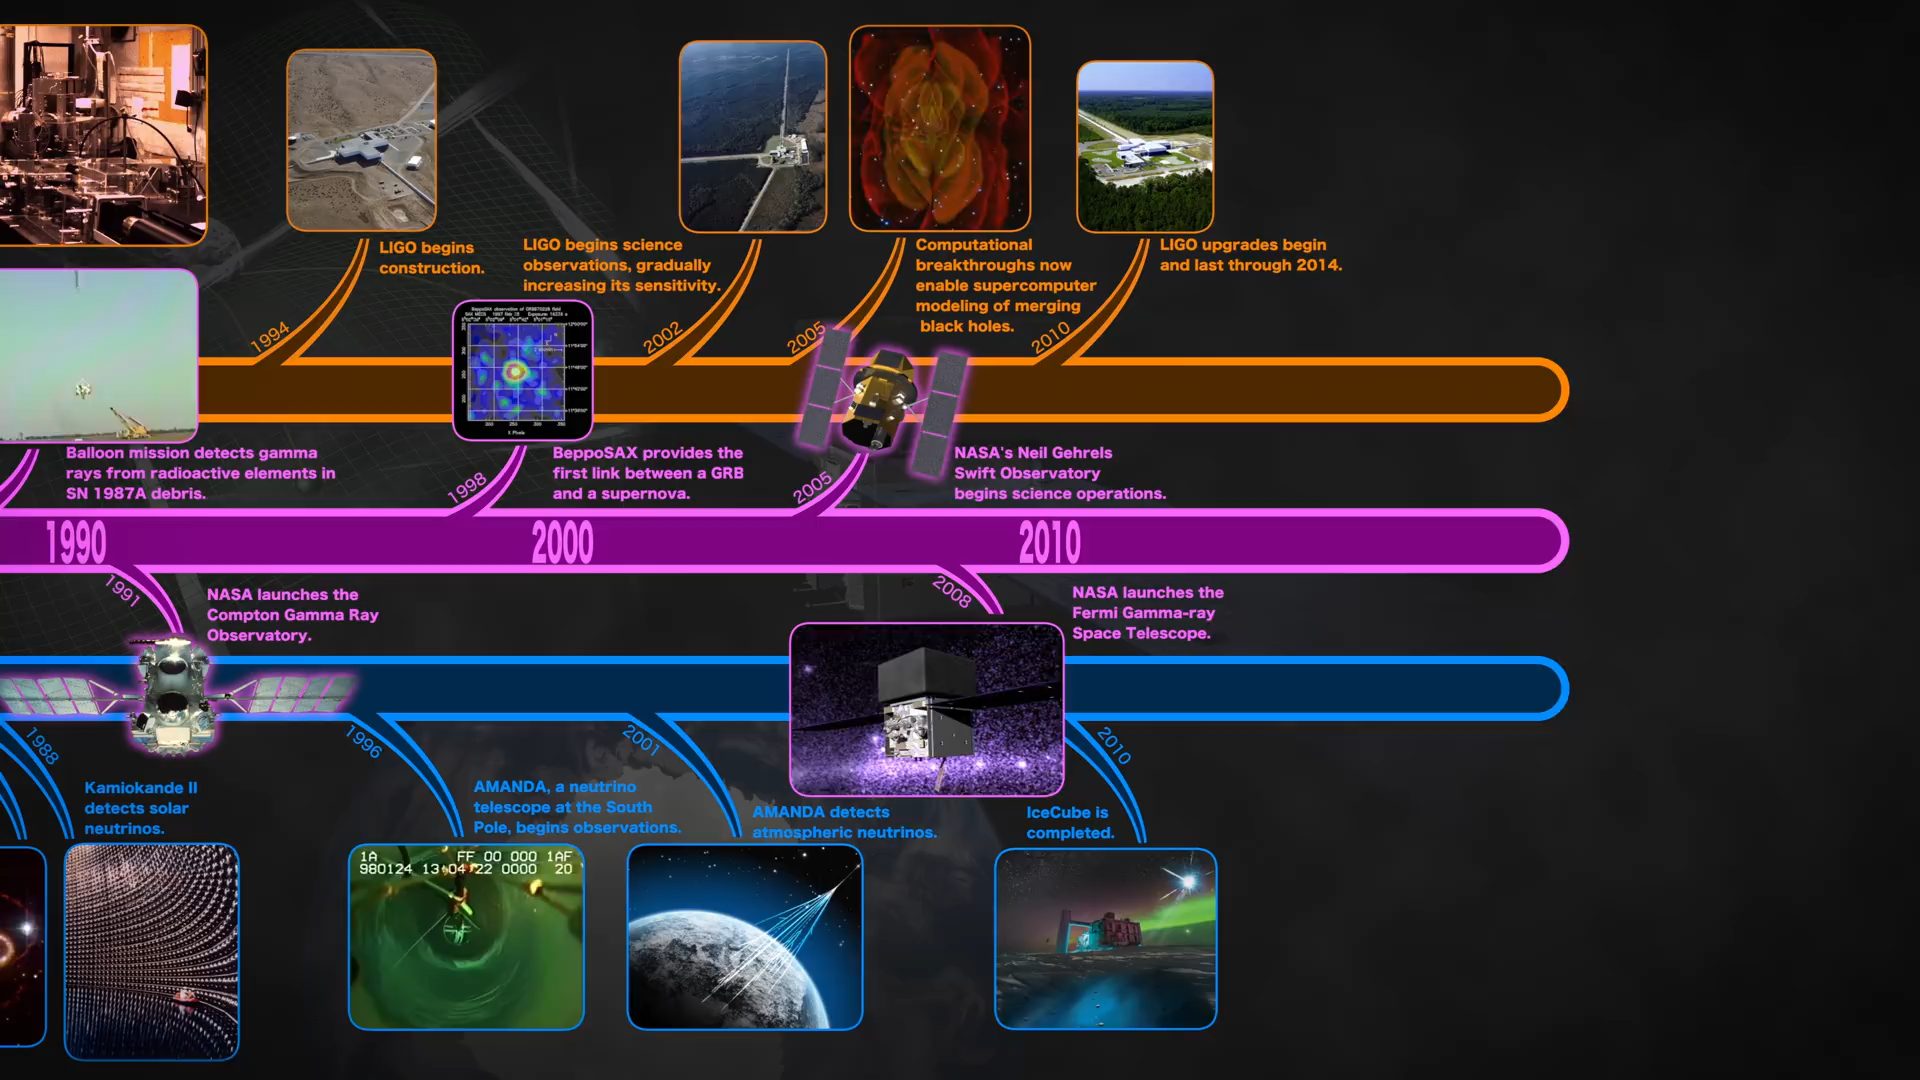 LIGO begins
construction.
LIGO begins science
observations, gradually
increasing its sensitivity.
Computational
breakthroughs now
enable supercomputer
modeling of merging
black holes.
LIGO upgrades begin
and last through 2014.
1994
2002
2005
2010
Balloon mission detects gamma
rays from radioactive elements in
SN 1987A debris.
1998
BeppoSAX provides the
first link between a GRB
and a supernova.
2005
NASA's Neil Gehrels
Swift Observatory
begins science operations.
1990
2000
2010
1991
NASA launches the
Compton Gamma Ray
Observatory.
2008
NASA launches the
Fermi Gamma-ray
Space Telescope.
1988
Kamiokande II
detects solar
neutrinos.
1996
AMANDA, a neutrino
telescope at the South
Pole, begins observations.
2001
AMANDA detects
atmospheric neutrinos.
2010
IceCube is
completed.
1A FF 00 000 1AF
980124 13:04:22 0000 20